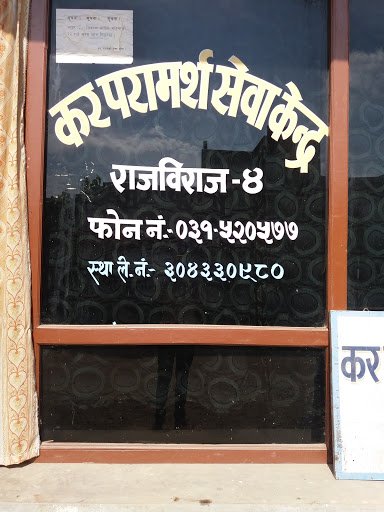 कर परामर्श सेवा केन्द्र
राजविराज-४
फोन नं:- ०३१-५२०५७७
स्था.ले.नं:- ३०४३३०९८०
कर